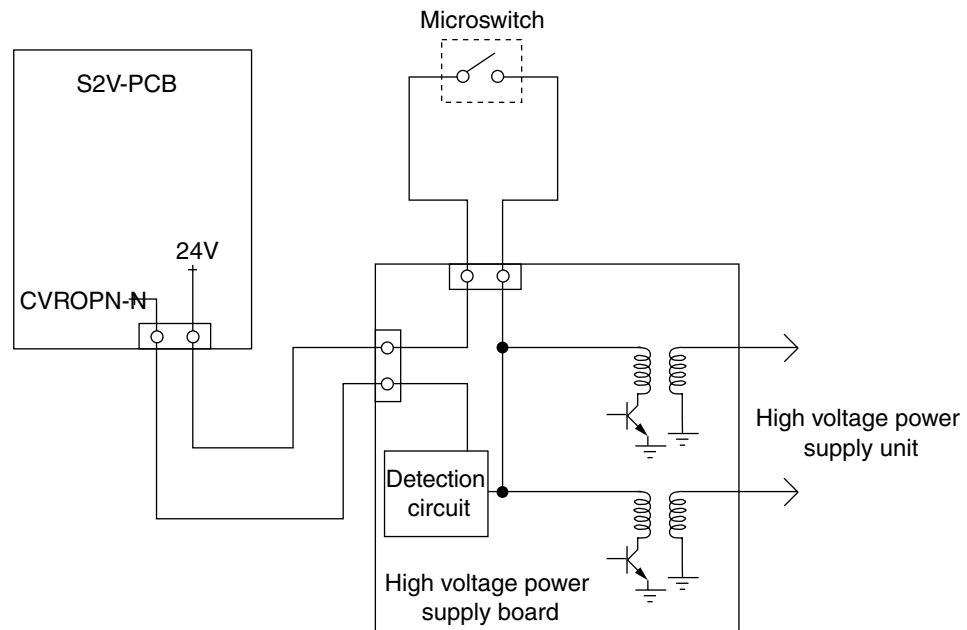 Microswitch
S2V-PCB
24V
CVROPN-N
High voltage power
supply unit
Detection
circuit
High voltage power
supply board